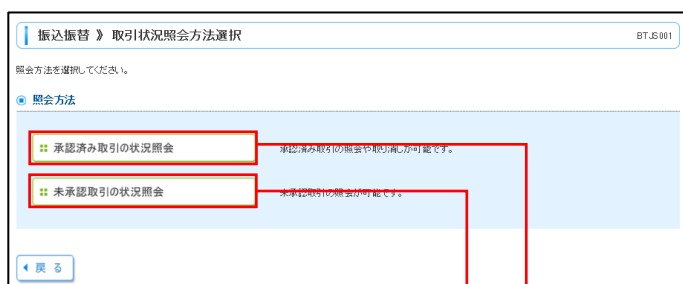 振込振替 》 取引状況照会方法選択
BTJS001
照会方法を選択してください。
照会方法
承認済み取引の状況照会
承認済み取引の照会や取り消しが可能です。
未承認取引の状況照会
未承認取引の照会が可能です。
戻 る